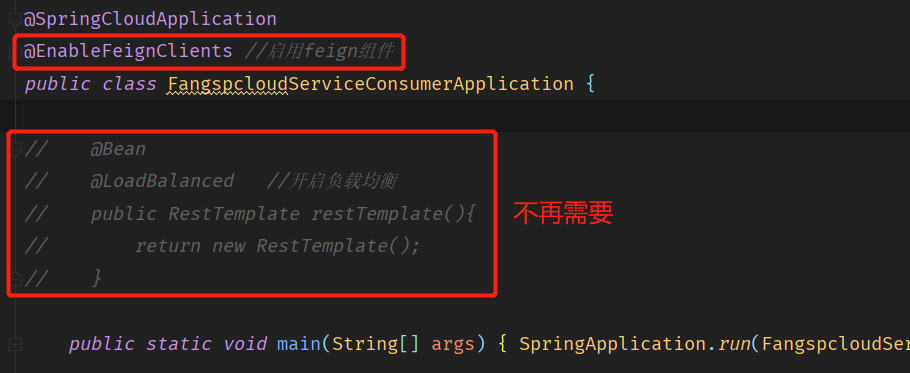 @SpringCloudApplication
@EnableFeignClients //启用feign组件
public class FangspcloudServiceConsumerApplication {
//    @Bean
//    @LoadBalanced   //开启负载均衡
//    public RestTemplate restTemplate(){
//        return new RestTemplate();
//    }
不再需要
    public static void main(String[] args) { SpringApplication.run(FangspcloudSer